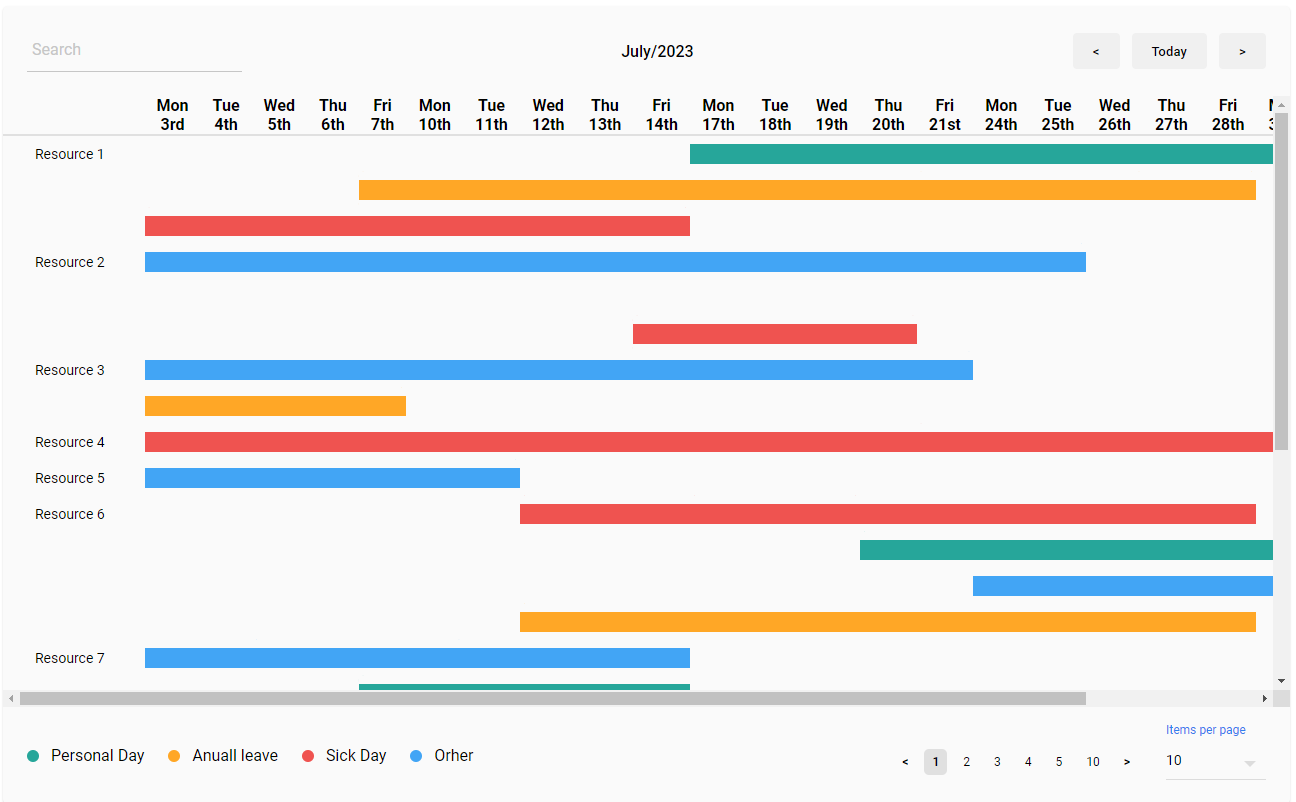 Search
July/2023
< Today >
Mon Tue Wed Thu Fri Mon Tue Wed Thu Fri Mon Tue Wed Thu Fri Mon Tue Wed Thu Fri
3rd 4th 5th 6th 7th 10th 11th 12th 13th 14th 17th 18th 19th 20th 21st 24th 25th 26th 27th 28th
Resource 1
Resource 2
Resource 3
Resource 4
Resource 5
Resource 6
Resource 7
Items per page
Personal Day Anuall leave Sick Day Orher
< 1 2 3 4 5 10 > 10